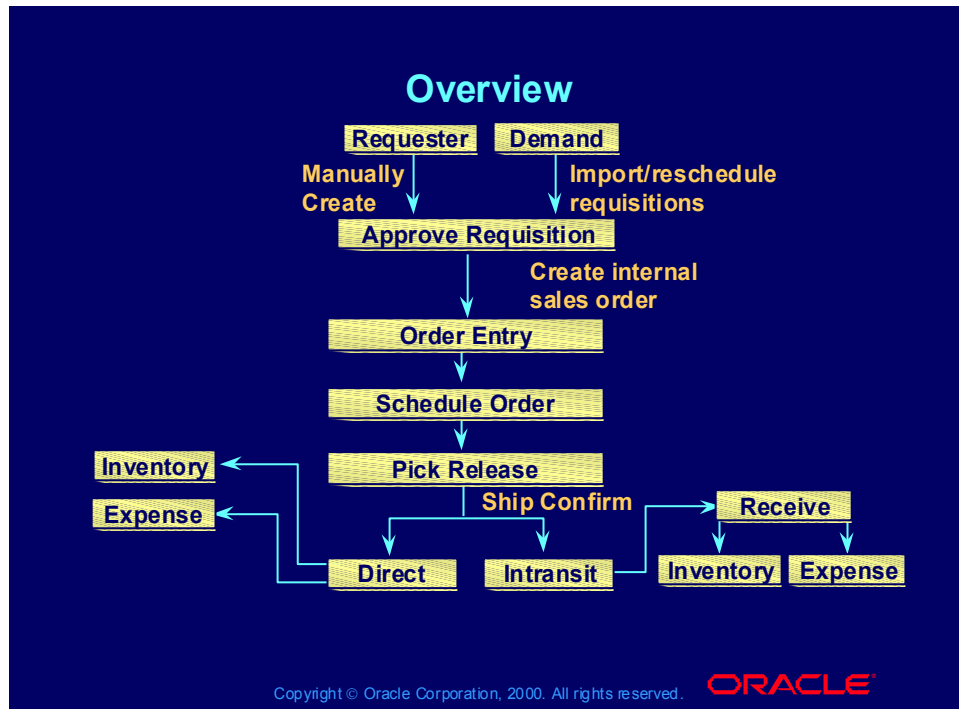 Overview
Requester
Demand
Manually
Create
Import/reschedule
requisitions
Approve Requisition
Create internal
sales order
Order Entry
Schedule Order
Pick Release
Ship Confirm
Inventory
Expense
Direct
Intransit
Receive
Inventory
Expense
Copyright © Oracle Corporation, 2000. All rights reserved.
ORACLE®